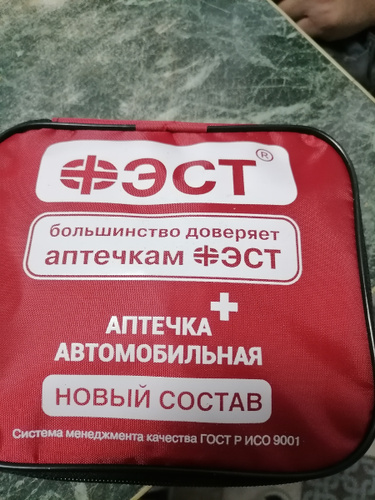 ФЭСТ®
большинство доверяет
аптечкам ФЭСТ
АПТЕЧКА
АВТОМОБИЛЬНАЯ
НОВЫЙ СОСТАВ
Система менеджмента качества ГОСТ Р ИСО 9001